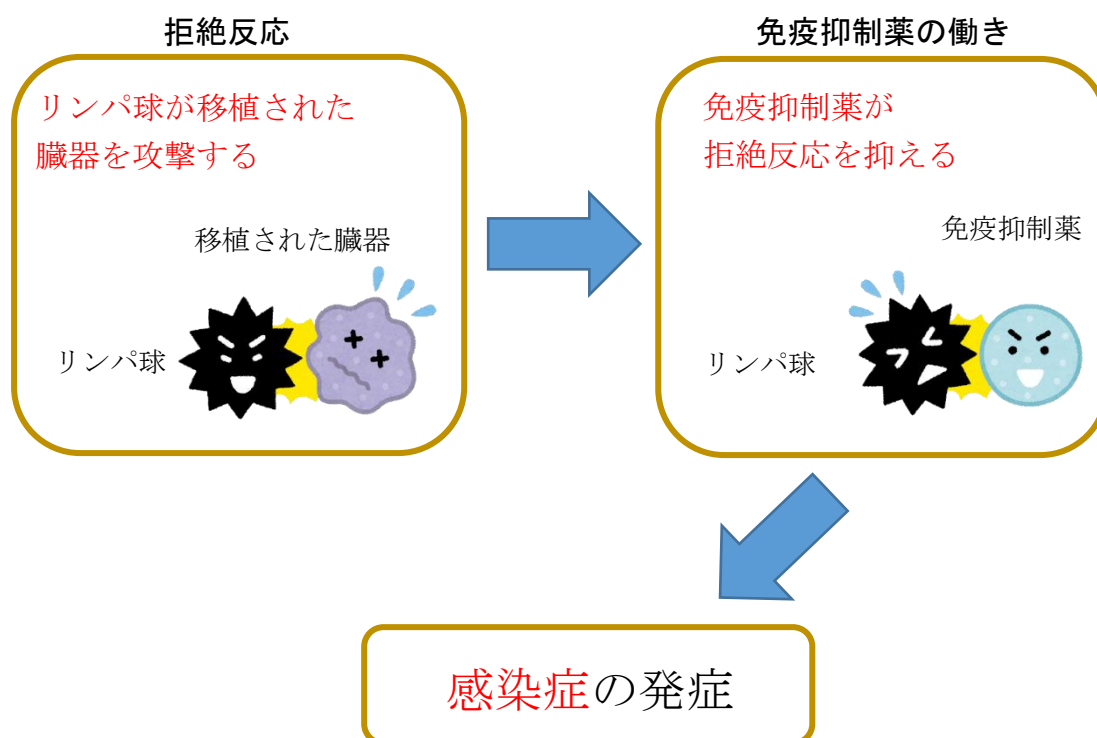 拒絶反応
リンパ球が移植された
臓器を攻撃する
移植された臓器
リンパ球
免疫抑制薬の働き
免疫抑制薬が
拒絶反応を抑える
免疫抑制薬
リンパ球
感染症の発症